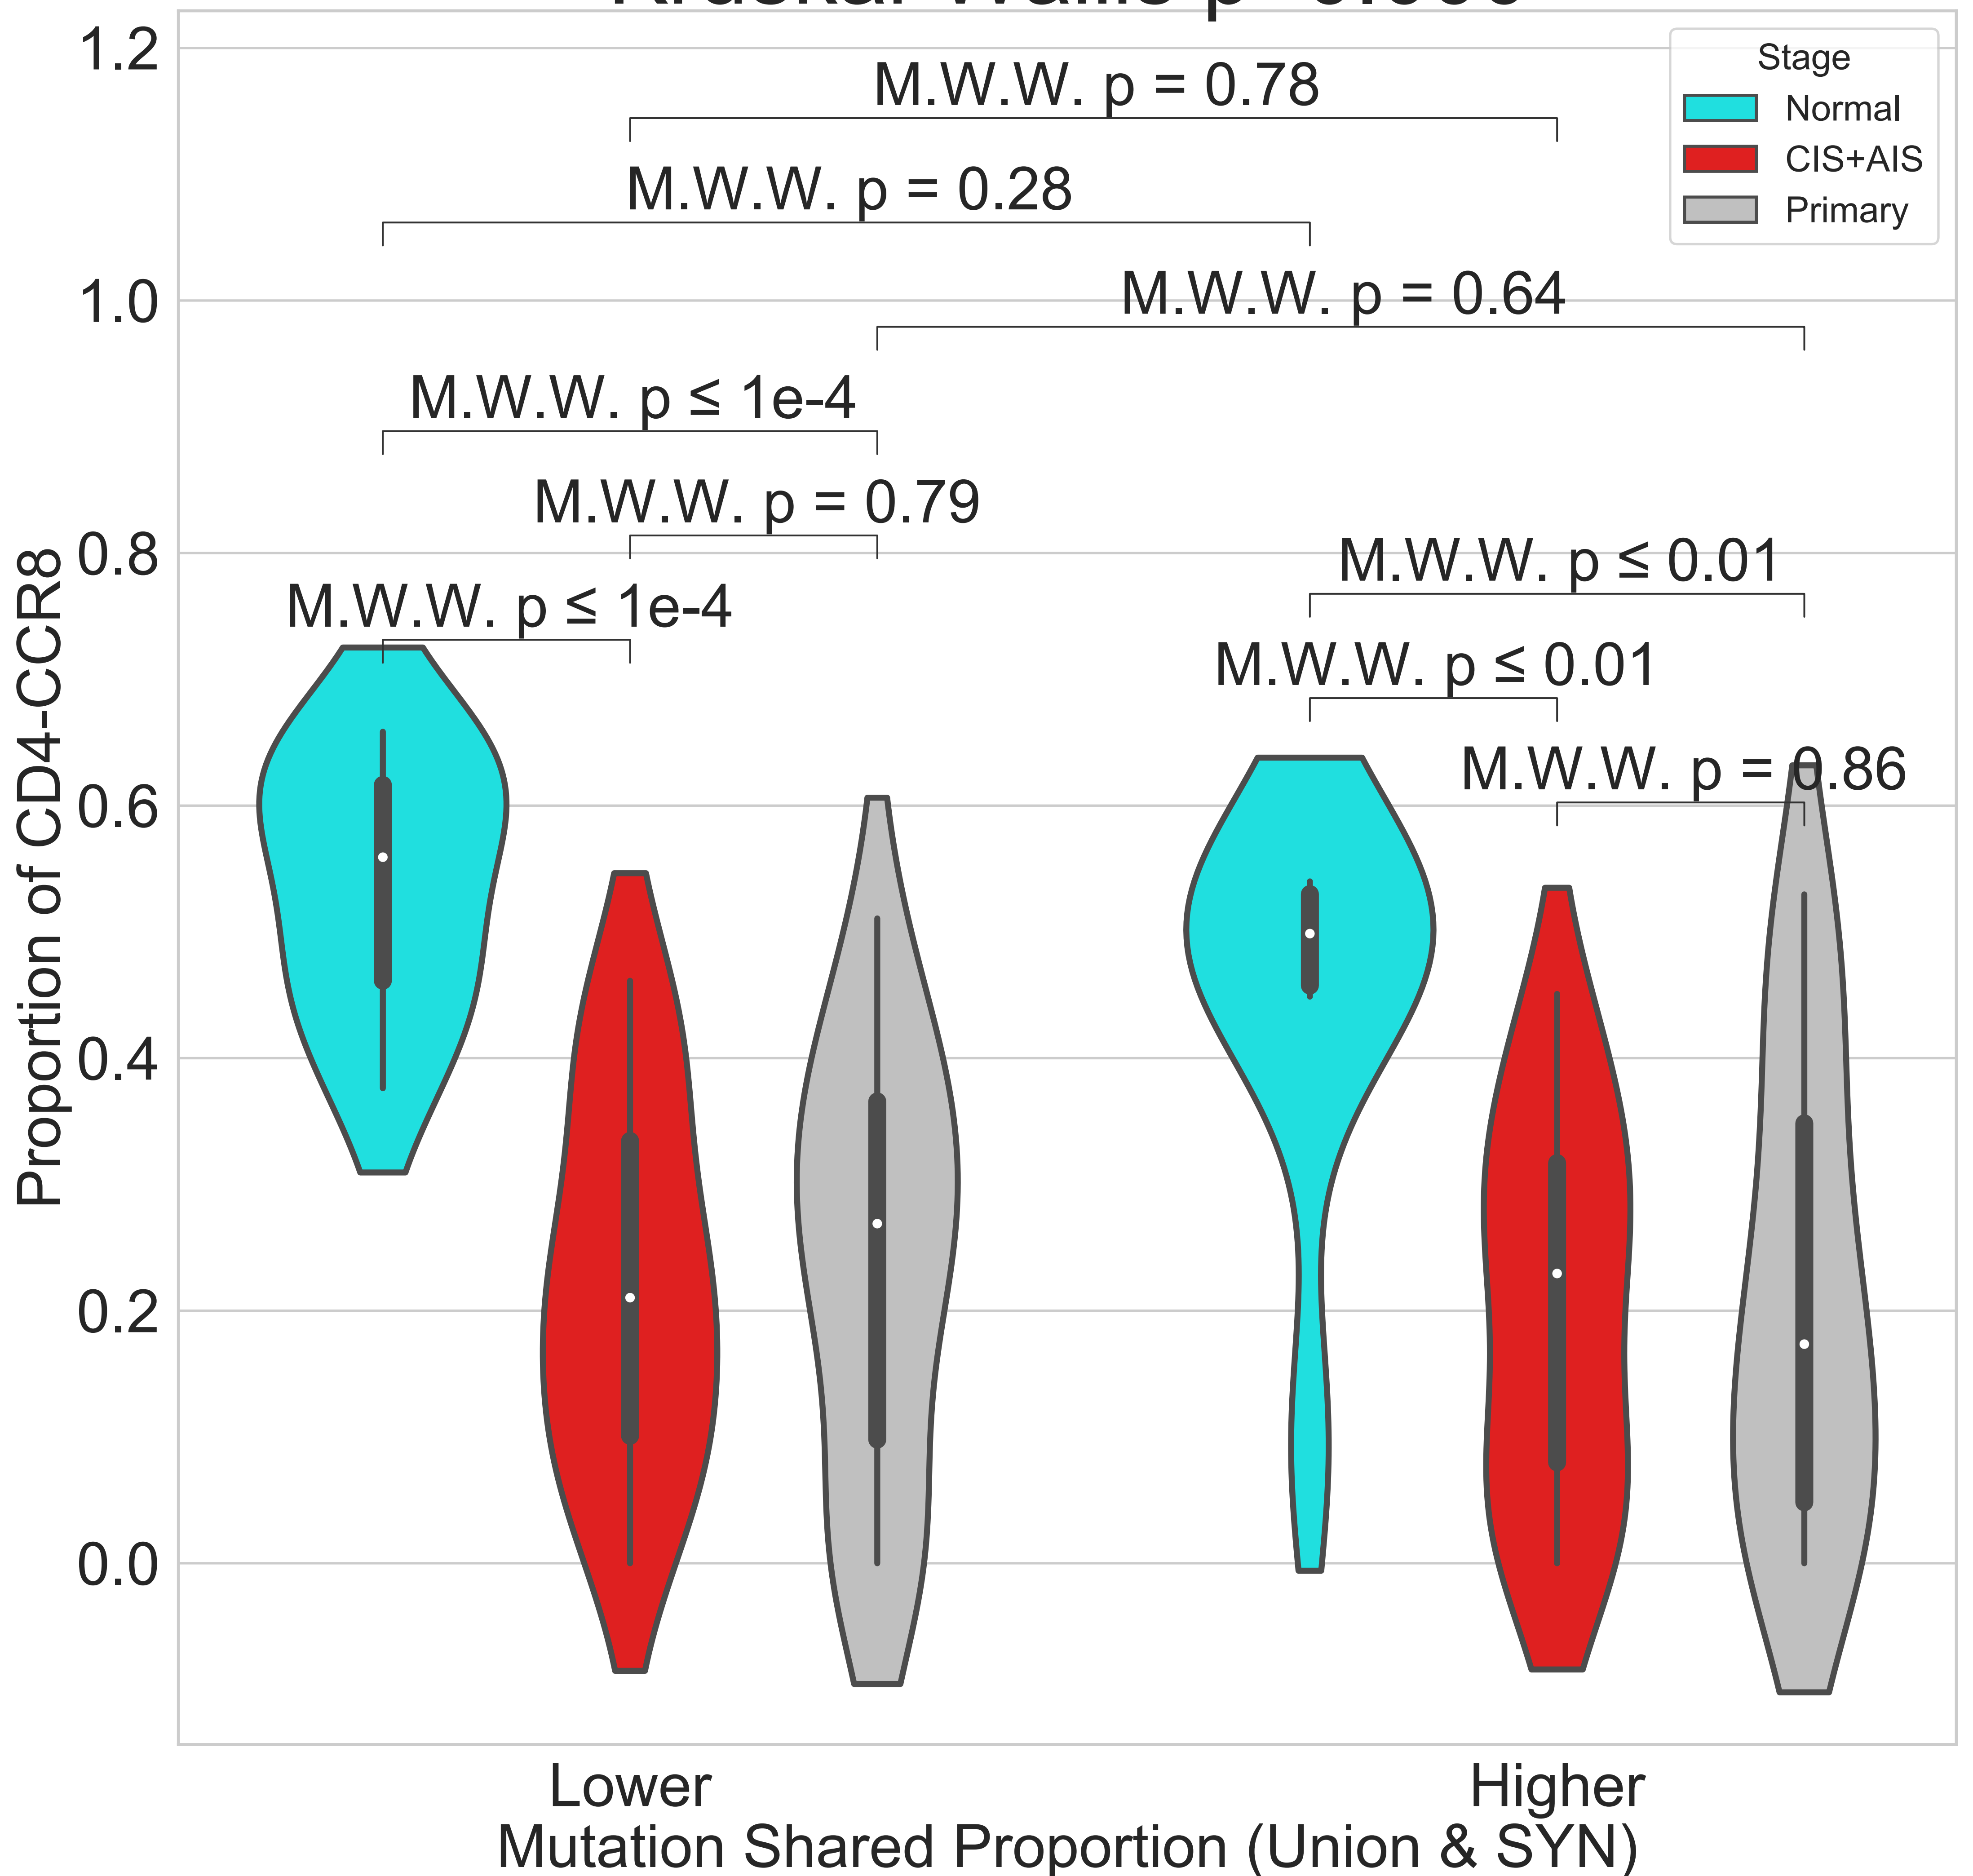 1.2
1.0
0.8
0.6
0.4
0.2
0.0
Proportion of CD4-CCR8
Stage
Normal
CIS+AIS
Primary
M.W.W. p = 0.78
M.W.W. p = 0.28
M.W.W. p = 0.64
M.W.W. p ≤ 1e-4
M.W.W. p = 0.79
M.W.W. p ≤ 1e-4
M.W.W. p ≤ 0.01
M.W.W. p ≤ 0.01
M.W.W. p = 0.86
Lower
Higher
Mutation Shared Proportion (Union & SYN)